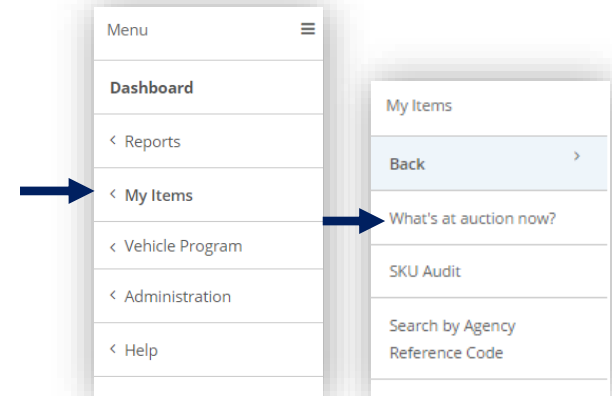 Menu
Dashboard
Reports
My Items
Vehicle Program
Administration
Help
My Items
Back
What's at auction now?
SKU Audit
Search by Agency
Reference Code